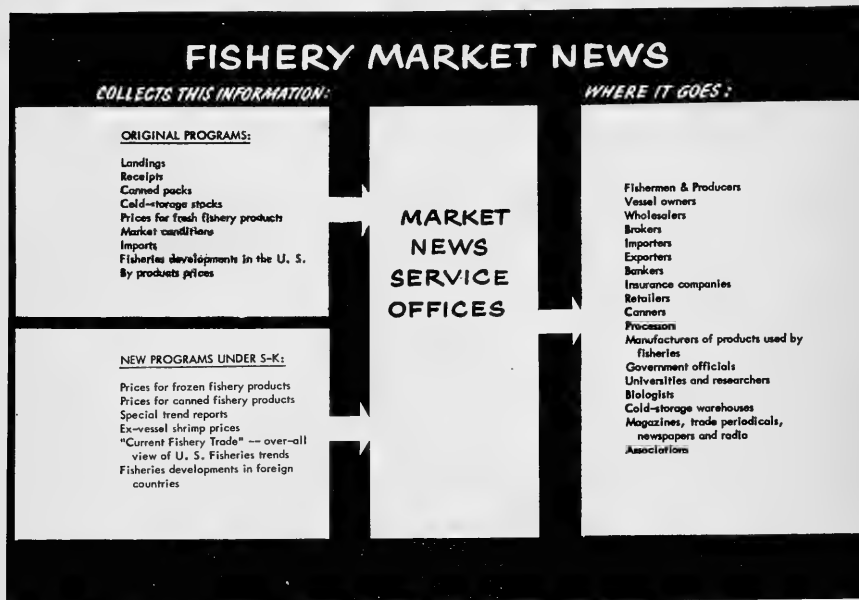 FISHERY MARKET NEWS
COLLECTS THIS INFORMATION:
ORIGINAL PROGRAMS:
Landings
Receipts
Canned packs
Cold-storage stocks
Prices for fresh fishery products
Market conditions
Imports
Fisheries developments in the U. S.
By products prices
NEW PROGRAMS UNDER S-K:
Prices for frozen fishery products
Prices for canned fishery products
Special trend reports
Ex-vessel shrimp prices
"Current Fishery Trade" -- over-all
view of U. S. Fisheries trends
Fisheries developments in foreign
countries
MARKET
NEWS
SERVICE
OFFICES
WHERE IT GOES:
Fishermen & Producers
Vessel owners
Wholesalers
Brokers
Importers
Exporters
Bankers
Insurance companies
Retailers
Canners
Processors
Manufacturers of products used by
fisheries
Government officials
Universities and researchers
Biologists
Cold-storage warehouses
Magazines, trade periodicals,
newspapers and radio
Associations